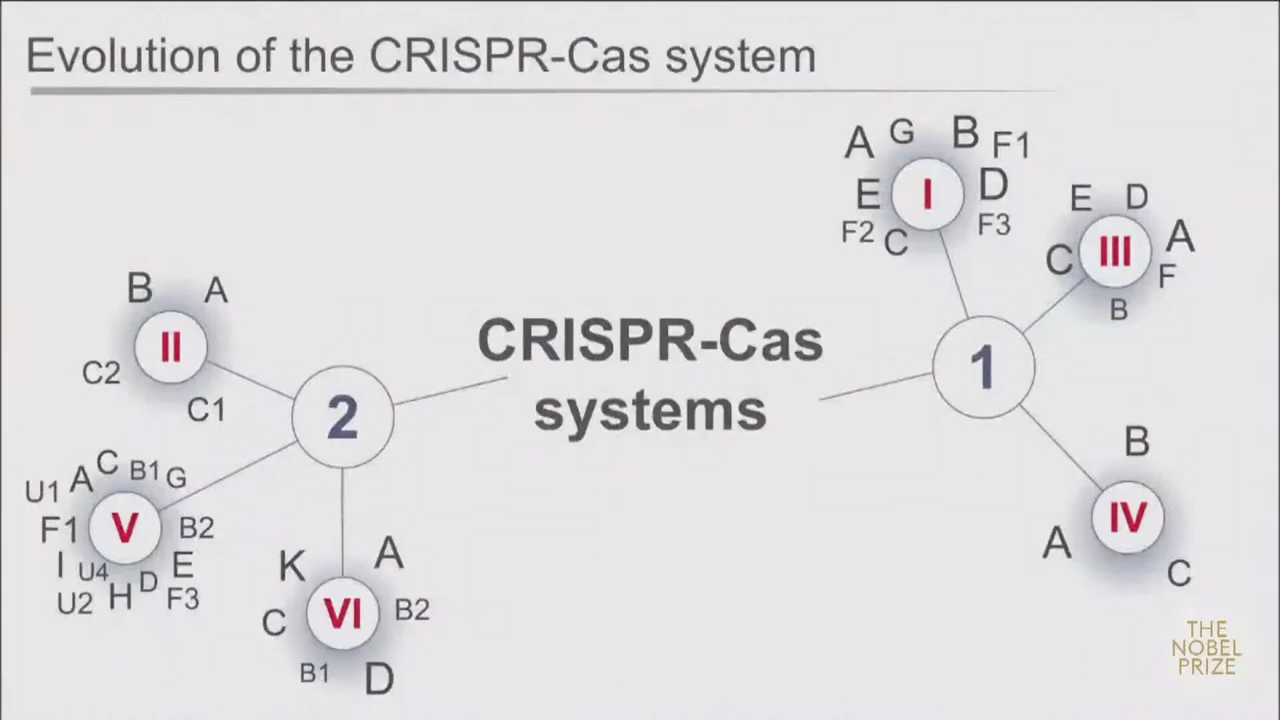 Evolution of the CRISPR-Cas system
A G B F1
E I D
F2 C F3
E D
C III A
F
B
B A
II
C2
C1
CRISPR-Cas
systems
1
2
B
A IV
C
U1 A C B1 G
F1 V B2
I U4 D E
U2 H F3
K A
C VI B2
B1 D
THE
NOBEL
PRIZE